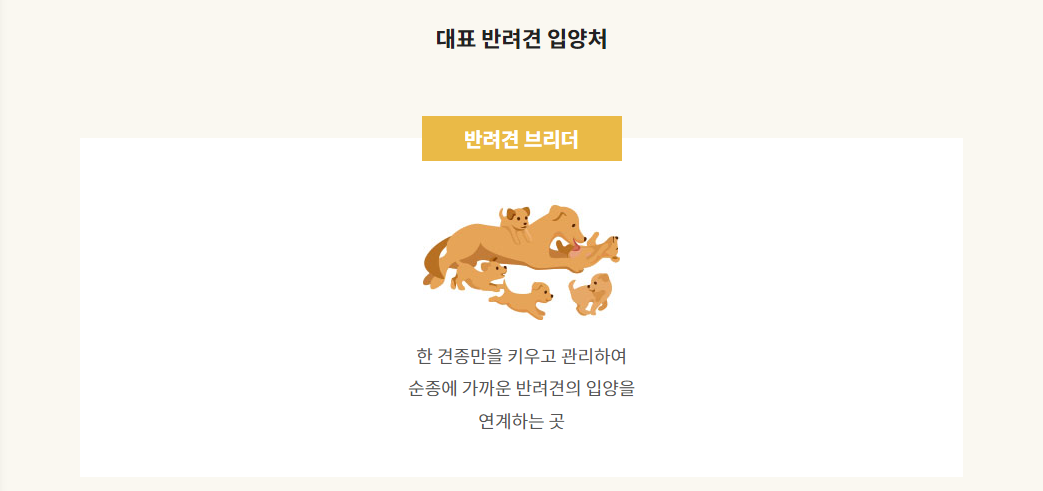 대표 반려견 입양처
반려견 브리더
한 견종만을 키우고 관리하여
순종에 가까운 반려견의 입양을
연계하는 곳